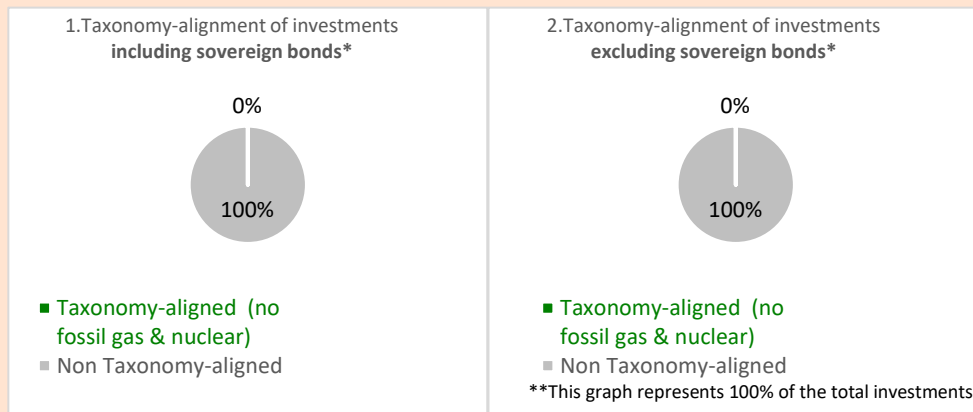 1.Taxonomy-alignment of investments
including sovereign bonds*
0%
100%
■ Taxonomy-aligned (no
fossil gas & nuclear)
■ Non Taxonomy-aligned
2.Taxonomy-alignment of investments
excluding sovereign bonds*
0%
100%
■ Taxonomy-aligned (no
fossil gas & nuclear)
■ Non Taxonomy-aligned
**This graph represents 100% of the total investments